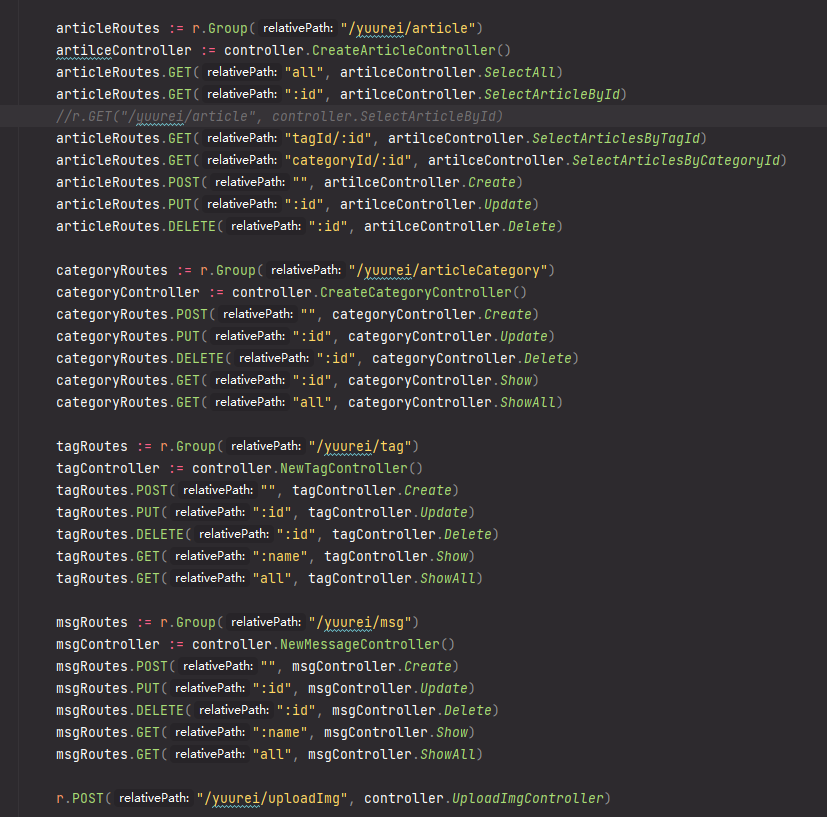 articleRoutes := r.Group( relativePath: "/yuurei/article")
artilceController := controller.CreateArticleController()
articleRoutes.GET( relativePath: "all", artilceController.SelectAll)
articleRoutes.GET( relativePath: ":id", artilceController.SelectArticleById)
//r.GET("/yuurei/article", controller.SelectArticleById)
articleRoutes.GET( relativePath: "tagId/:id", artilceController.SelectArticlesByTagId)
articleRoutes.GET( relativePath: "categoryId/:id", artilceController.SelectArticlesByCategoryId)
articleRoutes.POST( relativePath: "", artilceController.Create)
articleRoutes.PUT( relativePath: ":id", artilceController.Update)
articleRoutes.DELETE( relativePath: ":id", artilceController.Delete)
categoryRoutes := r.Group( relativePath: "/yuurei/articleCategory")
categoryController := controller.CreateCategoryController()
categoryRoutes.POST( relativePath: "", categoryController.Create)
categoryRoutes.PUT( relativePath: ":id", categoryController.Update)
categoryRoutes.DELETE( relativePath: ":id", categoryController.Delete)
categoryRoutes.GET( relativePath: ":id", categoryController.Show)
categoryRoutes.GET( relativePath: "all", categoryController.ShowAll)
tagRoutes := r.Group( relativePath: "/yuurei/tag")
tagController := controller.NewTagController()
tagRoutes.POST( relativePath: "", tagController.Create)
tagRoutes.PUT( relativePath: ":id", tagController.Update)
tagRoutes.DELETE( relativePath: ":id", tagController.Delete)
tagRoutes.GET( relativePath: ":name", tagController.Show)
tagRoutes.GET( relativePath: "all", tagController.ShowAll)
msgRoutes := r.Group( relativePath: "/yuurei/msg")
msgController := controller.NewMessageController()
msgRoutes.POST( relativePath: "", msgController.Create)
msgRoutes.PUT( relativePath: ":id", msgController.Update)
msgRoutes.DELETE( relativePath: ":id", msgController.Delete)
msgRoutes.GET( relativePath: ":name", msgController.Show)
msgRoutes.GET( relativePath: "all", msgController.ShowAll)
r.POST( relativePath: "/yuurei/uploadImg", controller.UploadImgController)